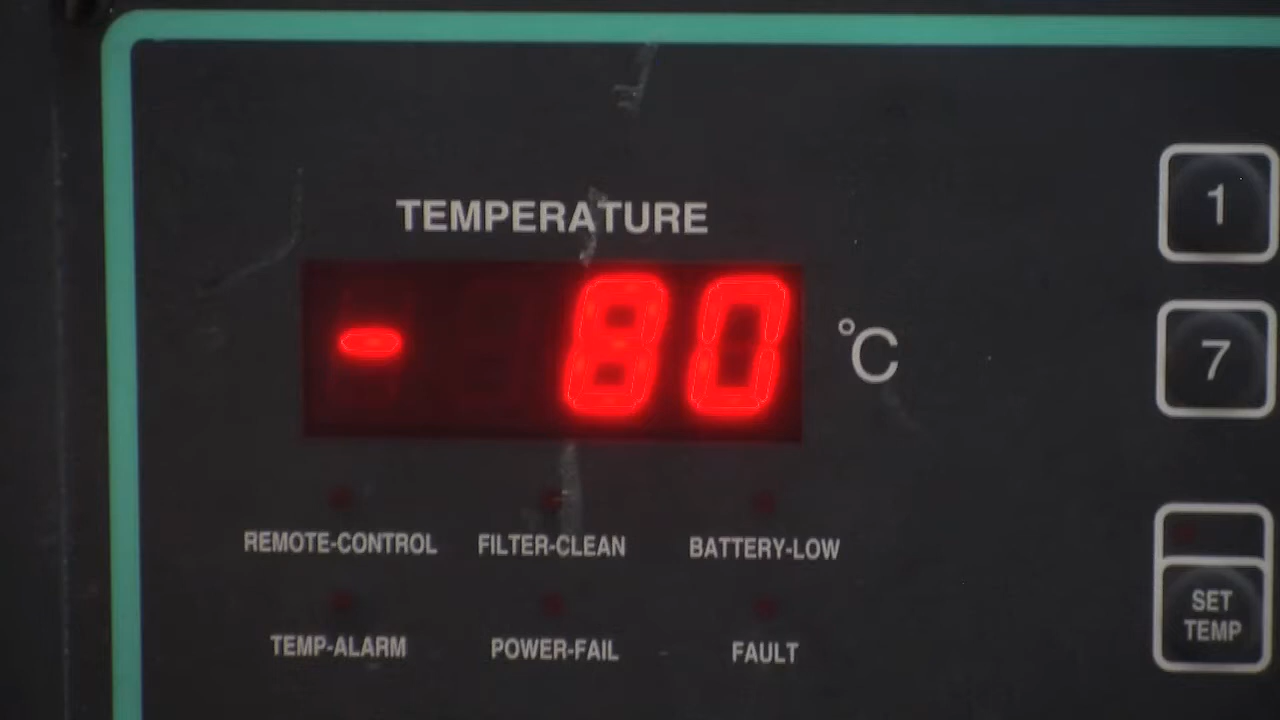 TEMPERATURE
- 80 °C
1
7
REMOTE-CONTROL FILTER-CLEAN BATTERY-LOW
TEMP-ALARM POWER-FAIL FAULT
SET
TEMP